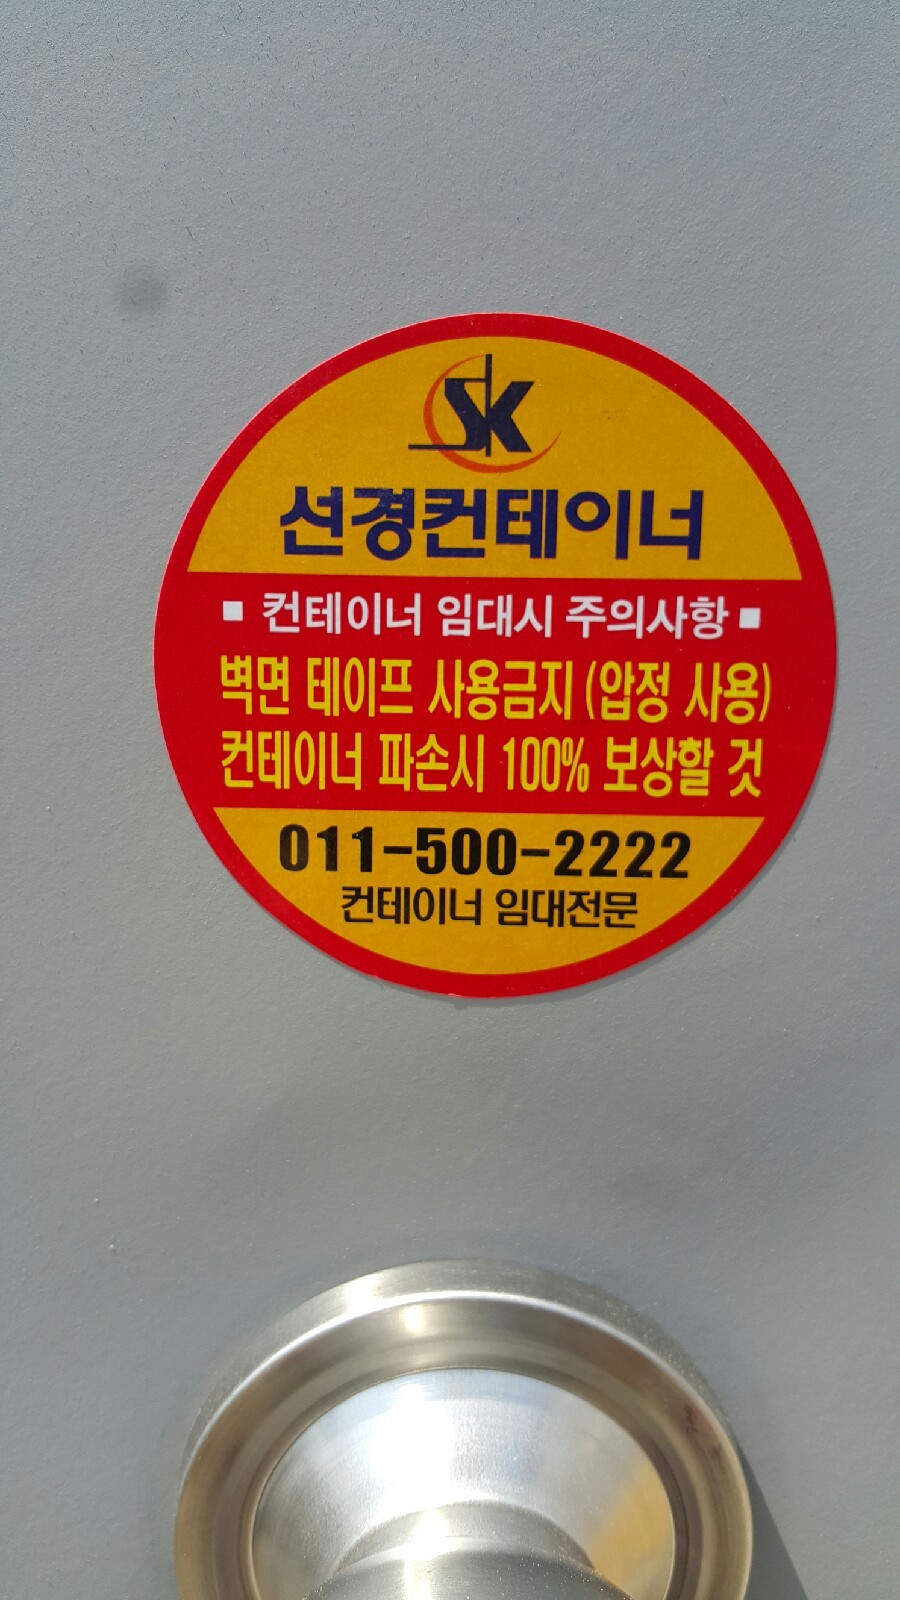 SK
선경컨테이너
▪ 컨테이너 임대시 주의사항 ▪
벽면 테이프 사용금지 (압정 사용)
컨테이너 파손시 100% 보상할 것
011-500-2222
컨테이너 임대전문